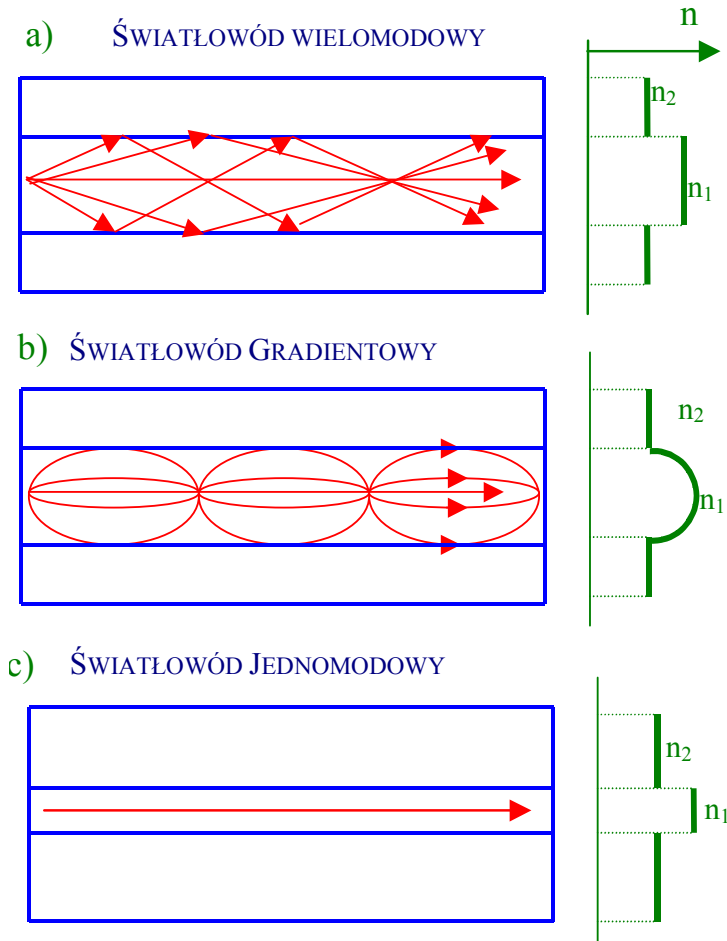 a) ŚWIATŁOWÓD WIELOMODOWY
n
n₂
n₁
b) ŚWIATŁOWÓD GRADIENTOWY
n₂
n₁
c) ŚWIATŁOWÓD JEDNOMODOWY
n₂
n₁